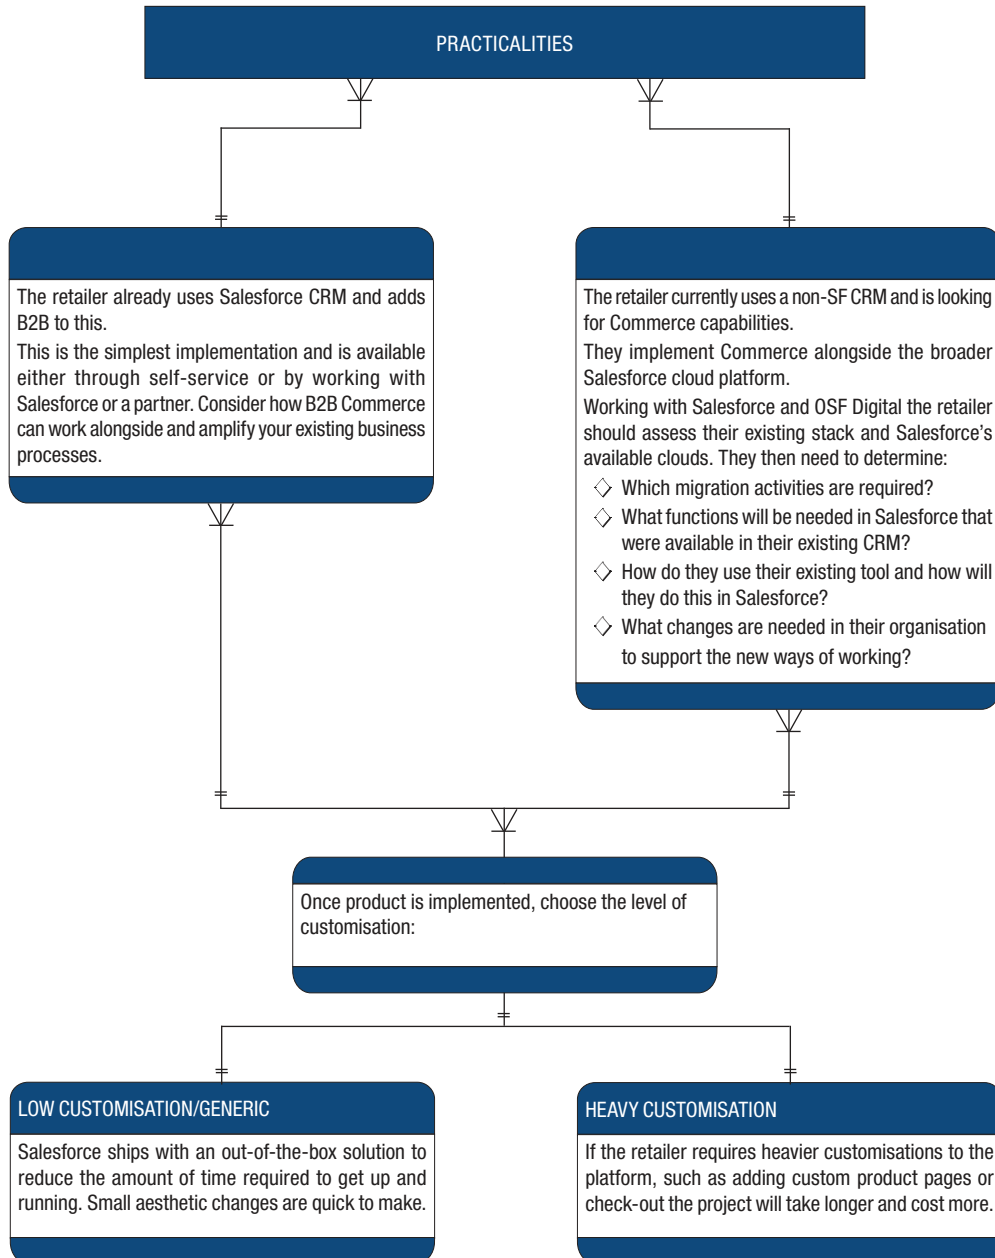 PRACTICALITIES
The retailer already uses Salesforce CRM and adds
B2B to this.
This is the simplest implementation and is available
either through self-service or by working with
Salesforce or a partner. Consider how B2B Commerce
can work alongside and amplify your existing business
processes.
The retailer currently uses a non-SF CRM and is looking
for Commerce capabilities.
They implement Commerce alongside the broader
Salesforce cloud platform.
Working with Salesforce and OSF Digital the retailer
should assess their existing stack and Salesforce's
available clouds. They then need to determine:
Which migration activities are required?
What functions will be needed in Salesforce that
were available in their existing CRM?
How do they use their existing tool and how will
they do this in Salesforce?
What changes are needed in their organisation
to support the new ways of working?
Once product is implemented, choose the level of
customisation:
LOW CUSTOMISATION/GENERIC
Salesforce ships with an out-of-the-box solution to
reduce the amount of time required to get up and
running. Small aesthetic changes are quick to make.
HEAVY CUSTOMISATION
If the retailer requires heavier customisations to the
platform, such as adding custom product pages or
check-out the project will take longer and cost more.